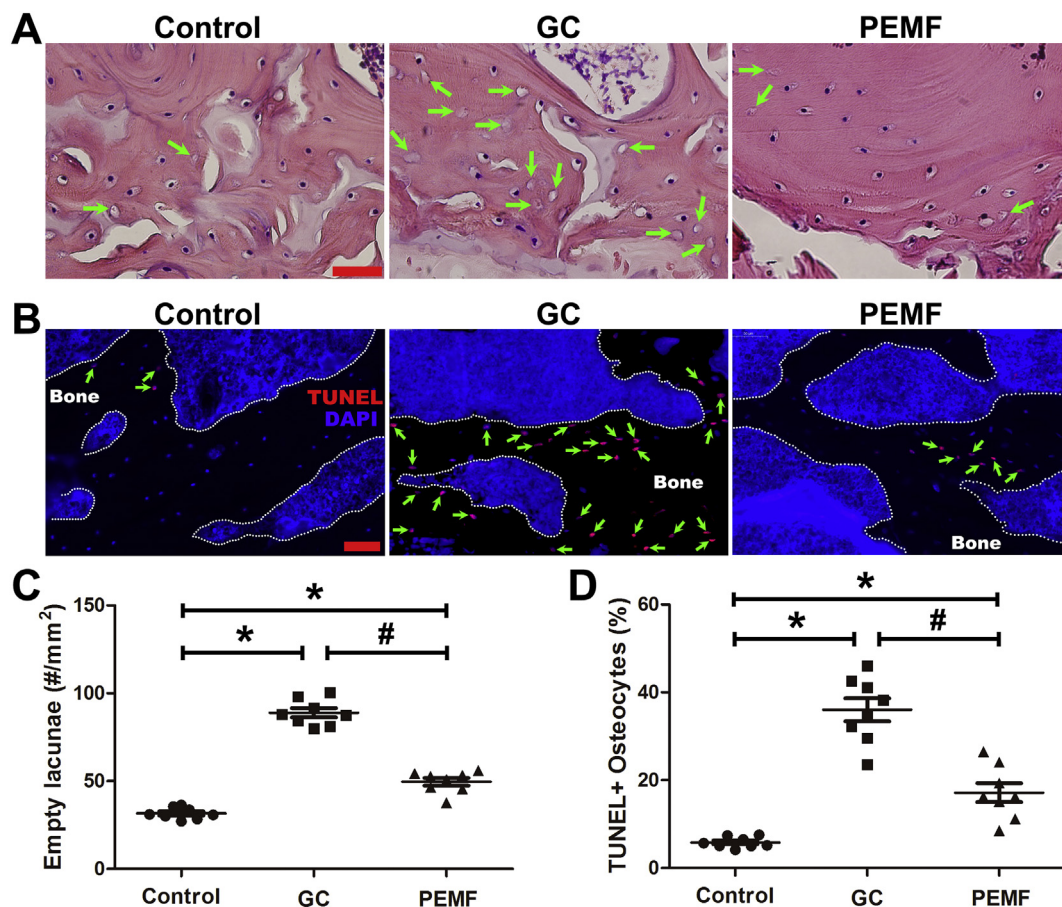 A
Control
GC
PEMF
B
Control
GC
PEMF
Bone
TUNEL
DAPI
Bone
Bone
C
Empty lacunae (#/mm²)
150
100
50
0
*
*
#
Control
GC
PEMF
D
TUNEL+ Osteocytes (%)
60
40
20
0
*
*
#
Control
GC
PEMF